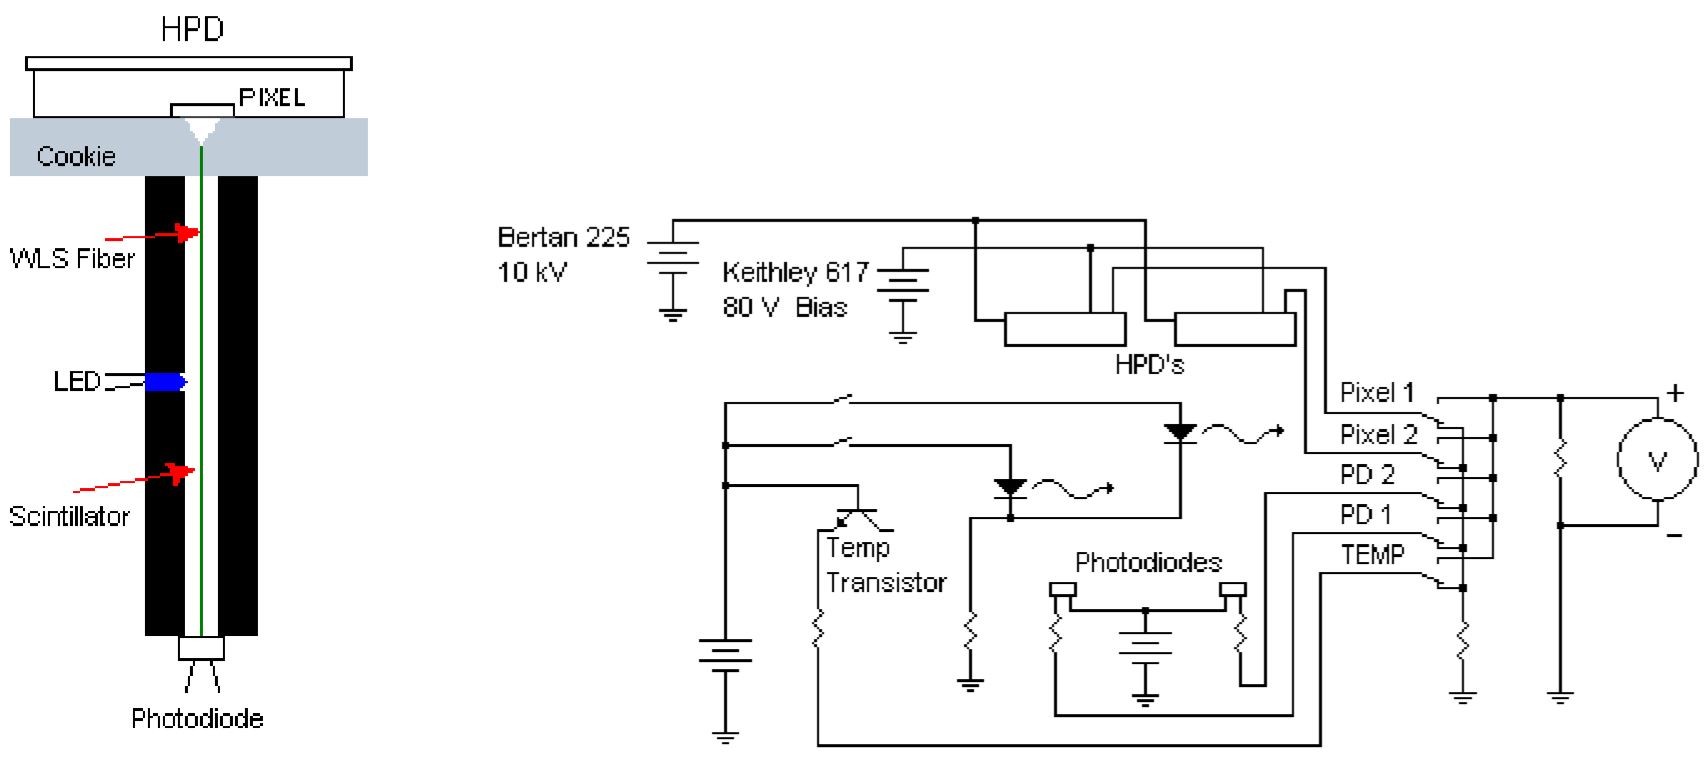 HPD
PIXEL
Cookie
WLS Fiber
LED
Scintillator
Photodiode
Bertan 225
10 kV
Keithley 617
80 V Bias
HPD's
Pixel 1
Pixel 2
PD 2
PD 1
TEMP
+
V
–
Temp
Transistor
Photodiodes